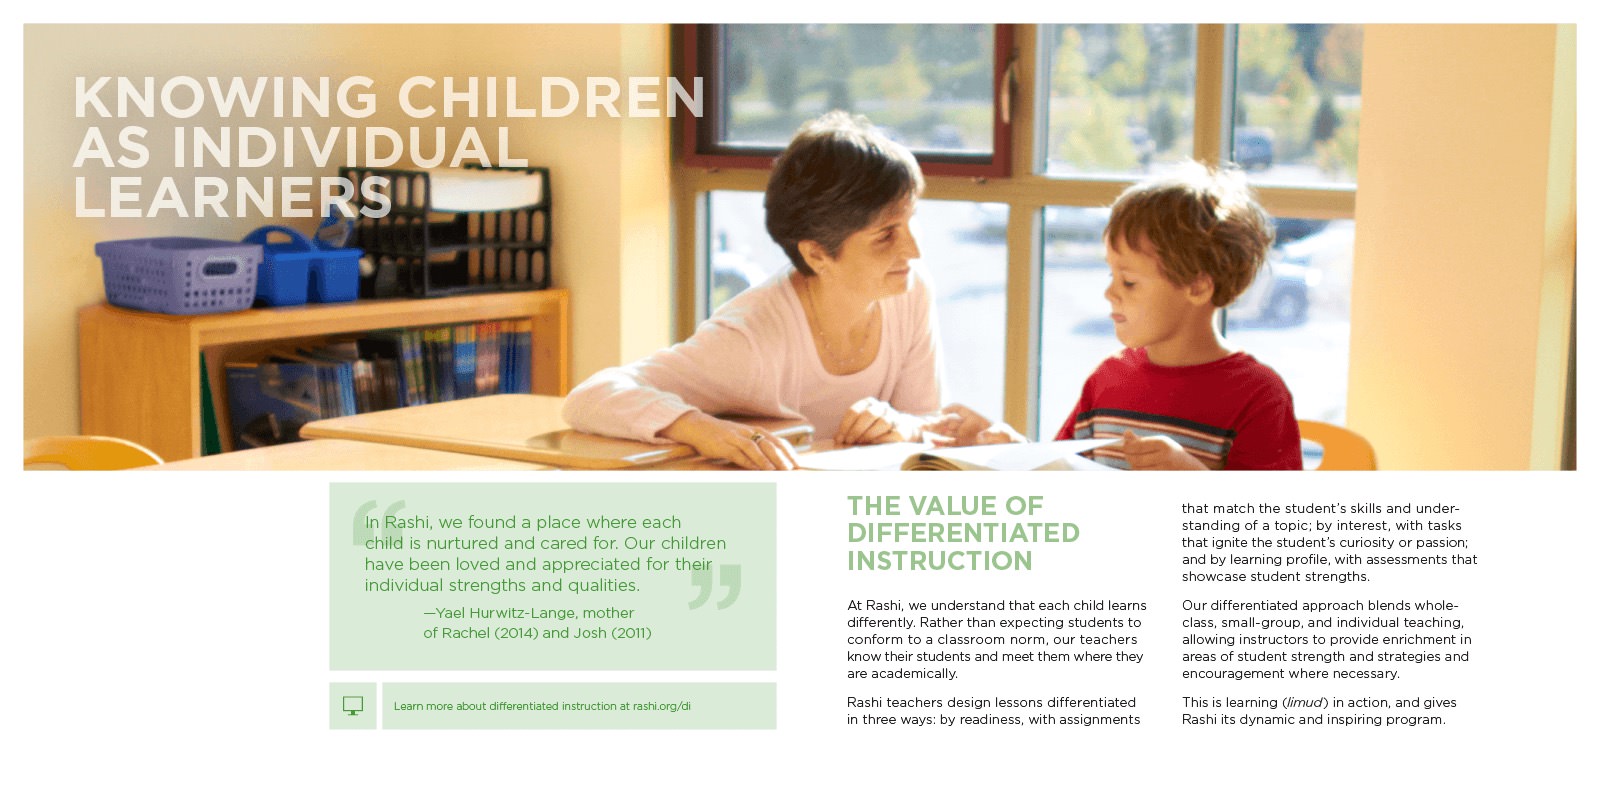 KNOWING CHILDREN
AS INDIVIDUAL
LEARNERS
“In Rashi, we found a place where each
child is nurtured and cared for. Our children
have been loved and appreciated for their
individual strengths and qualities.”
—Yael Hurwitz-Lange, mother
of Rachel (2014) and Josh (2011)
Learn more about differentiated instruction at rashi.org/di
THE VALUE OF
DIFFERENTIATED
INSTRUCTION
At Rashi, we understand that each child learns
differently. Rather than expecting students to
conform to a classroom norm, our teachers
know their students and meet them where they
are academically.
Rashi teachers design lessons differentiated
in three ways: by readiness, with assignments
that match the student’s skills and under-
standing of a topic; by interest, with tasks
that ignite the student’s curiosity or passion;
and by learning profile, with assessments that
showcase student strengths.
Our differentiated approach blends whole-
class, small-group, and individual teaching,
allowing instructors to provide enrichment in
areas of student strength and strategies and
encouragement where necessary.
This is learning (limud) in action, and gives
Rashi its dynamic and inspiring program.